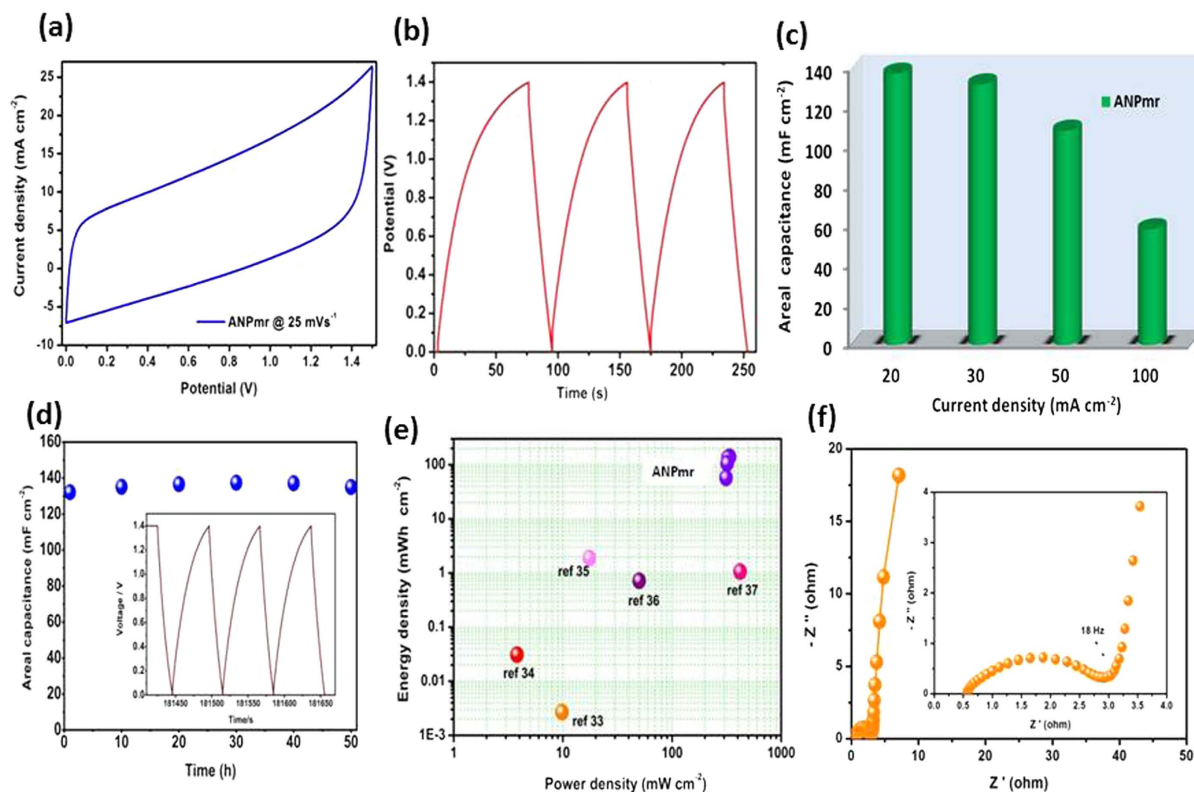 (a)
Current density (mA cm⁻²)
25
20
15
10
5
0
-5
-10
ANPmr @ 25 mVs⁻¹
0.0 0.2 0.4 0.6 0.8 1.0 1.2 1.4
Potential (V)
(b)
Potential (V)
1.4
1.2
1.0
0.8
0.6
0.4
0.2
0.0
0 50 100 150 200 250
Time (s)
(c)
Areal capacitance (mF cm⁻²)
140
120
100
80
60
40
20
0
ANPmr
20 30 50 100
Current density (mA cm⁻²)
(d)
Areal capacitance (mF cm⁻²)
160
140
120
100
80
60
40
20
0
Voltage / V
1.6
1.4
1.2
1.0
0.8
0.6
0.4
0.2
0.0
181450 181500 181550 181600 181650
Time/s
0 10 20 30 40 50
Time (h)
(e)
Energy density (mWh cm⁻²)
100
10
1
0.1
0.01
1E-3
ANPmr
ref 35
ref 36
ref 37
ref 34
ref 33
1 10 100 1000
Power density (mW cm⁻²)
(f)
- Z '' (ohm)
20
15
10
5
0
- Z '' (ohm)
4
3
2
1
0
18 Hz
0.0 0.5 1.0 1.5 2.0 2.5 3.0 3.5 4.0
Z ' (ohm)
0 10 20 30 40 50
Z ' (ohm)